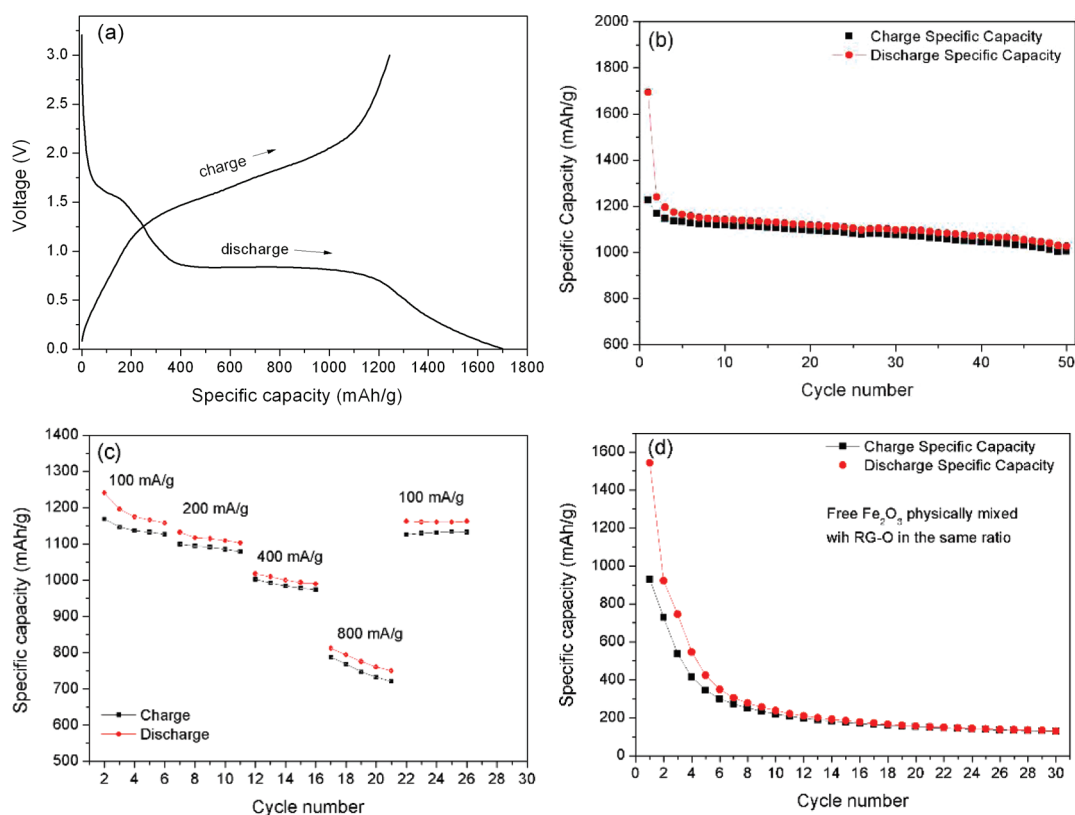 (a)
3.0
2.5
2.0
1.5
1.0
0.5
0.0
Voltage (V)
charge
discharge
0 200 400 600 800 1000 1200 1400 1600 1800
Specific capacity (mAh/g)
(b)
Charge Specific Capacity
Discharge Specific Capacity
2000
1800
1600
1400
1200
1000
800
600
Specific Capacity (mAh/g)
10 20 30 40 50
Cycle number
(c)
1400
1300
1200
1100
1000
900
800
700
600
500
Specific capacity (mAh/g)
100 mA/g
200 mA/g
400 mA/g
800 mA/g
100 mA/g
Charge
Discharge
2 4 6 8 10 12 14 16 18 20 22 24 26 28
Cycle number
(d)
Charge Specific Capacity
Discharge Specific Capacity
Free Fe₂O₃ physically mixed
wih RG-O in the same ratio
1600
1400
1200
1000
800
600
400
200
0
Specific capacity (mAh/g)
0 2 4 6 8 10 12 14 16 18 20 22 24 26 28 30
Cycle number